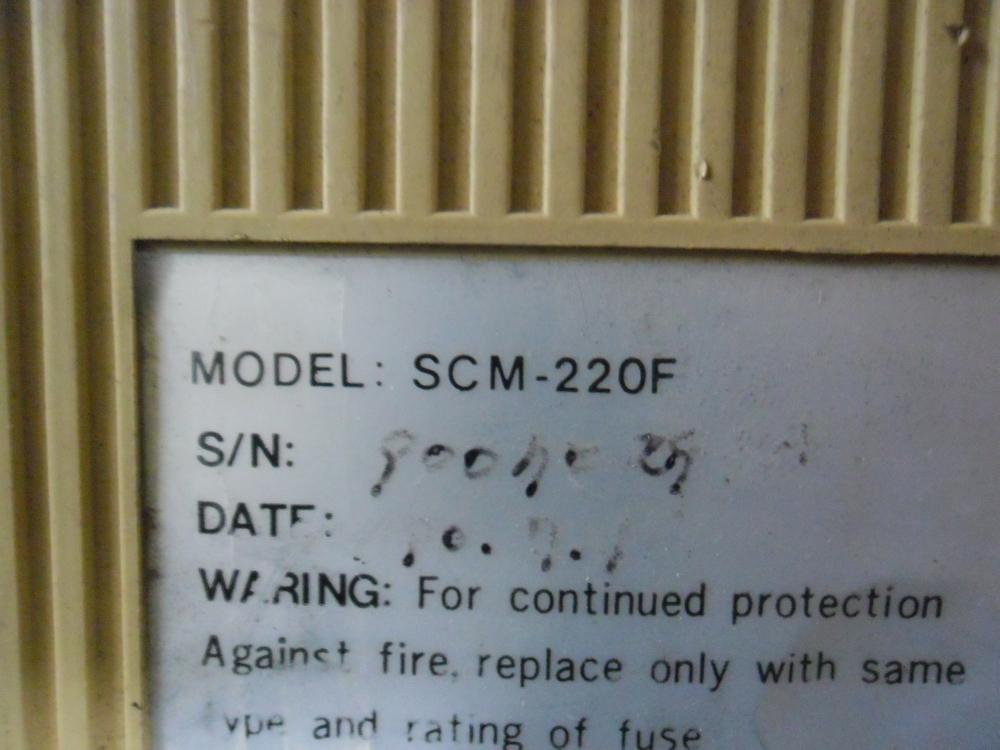 MODEL: SCM-220F
S/N:
DATE:
WARING: For continued protection
Against fire, replace only with same
type and rating of fuse